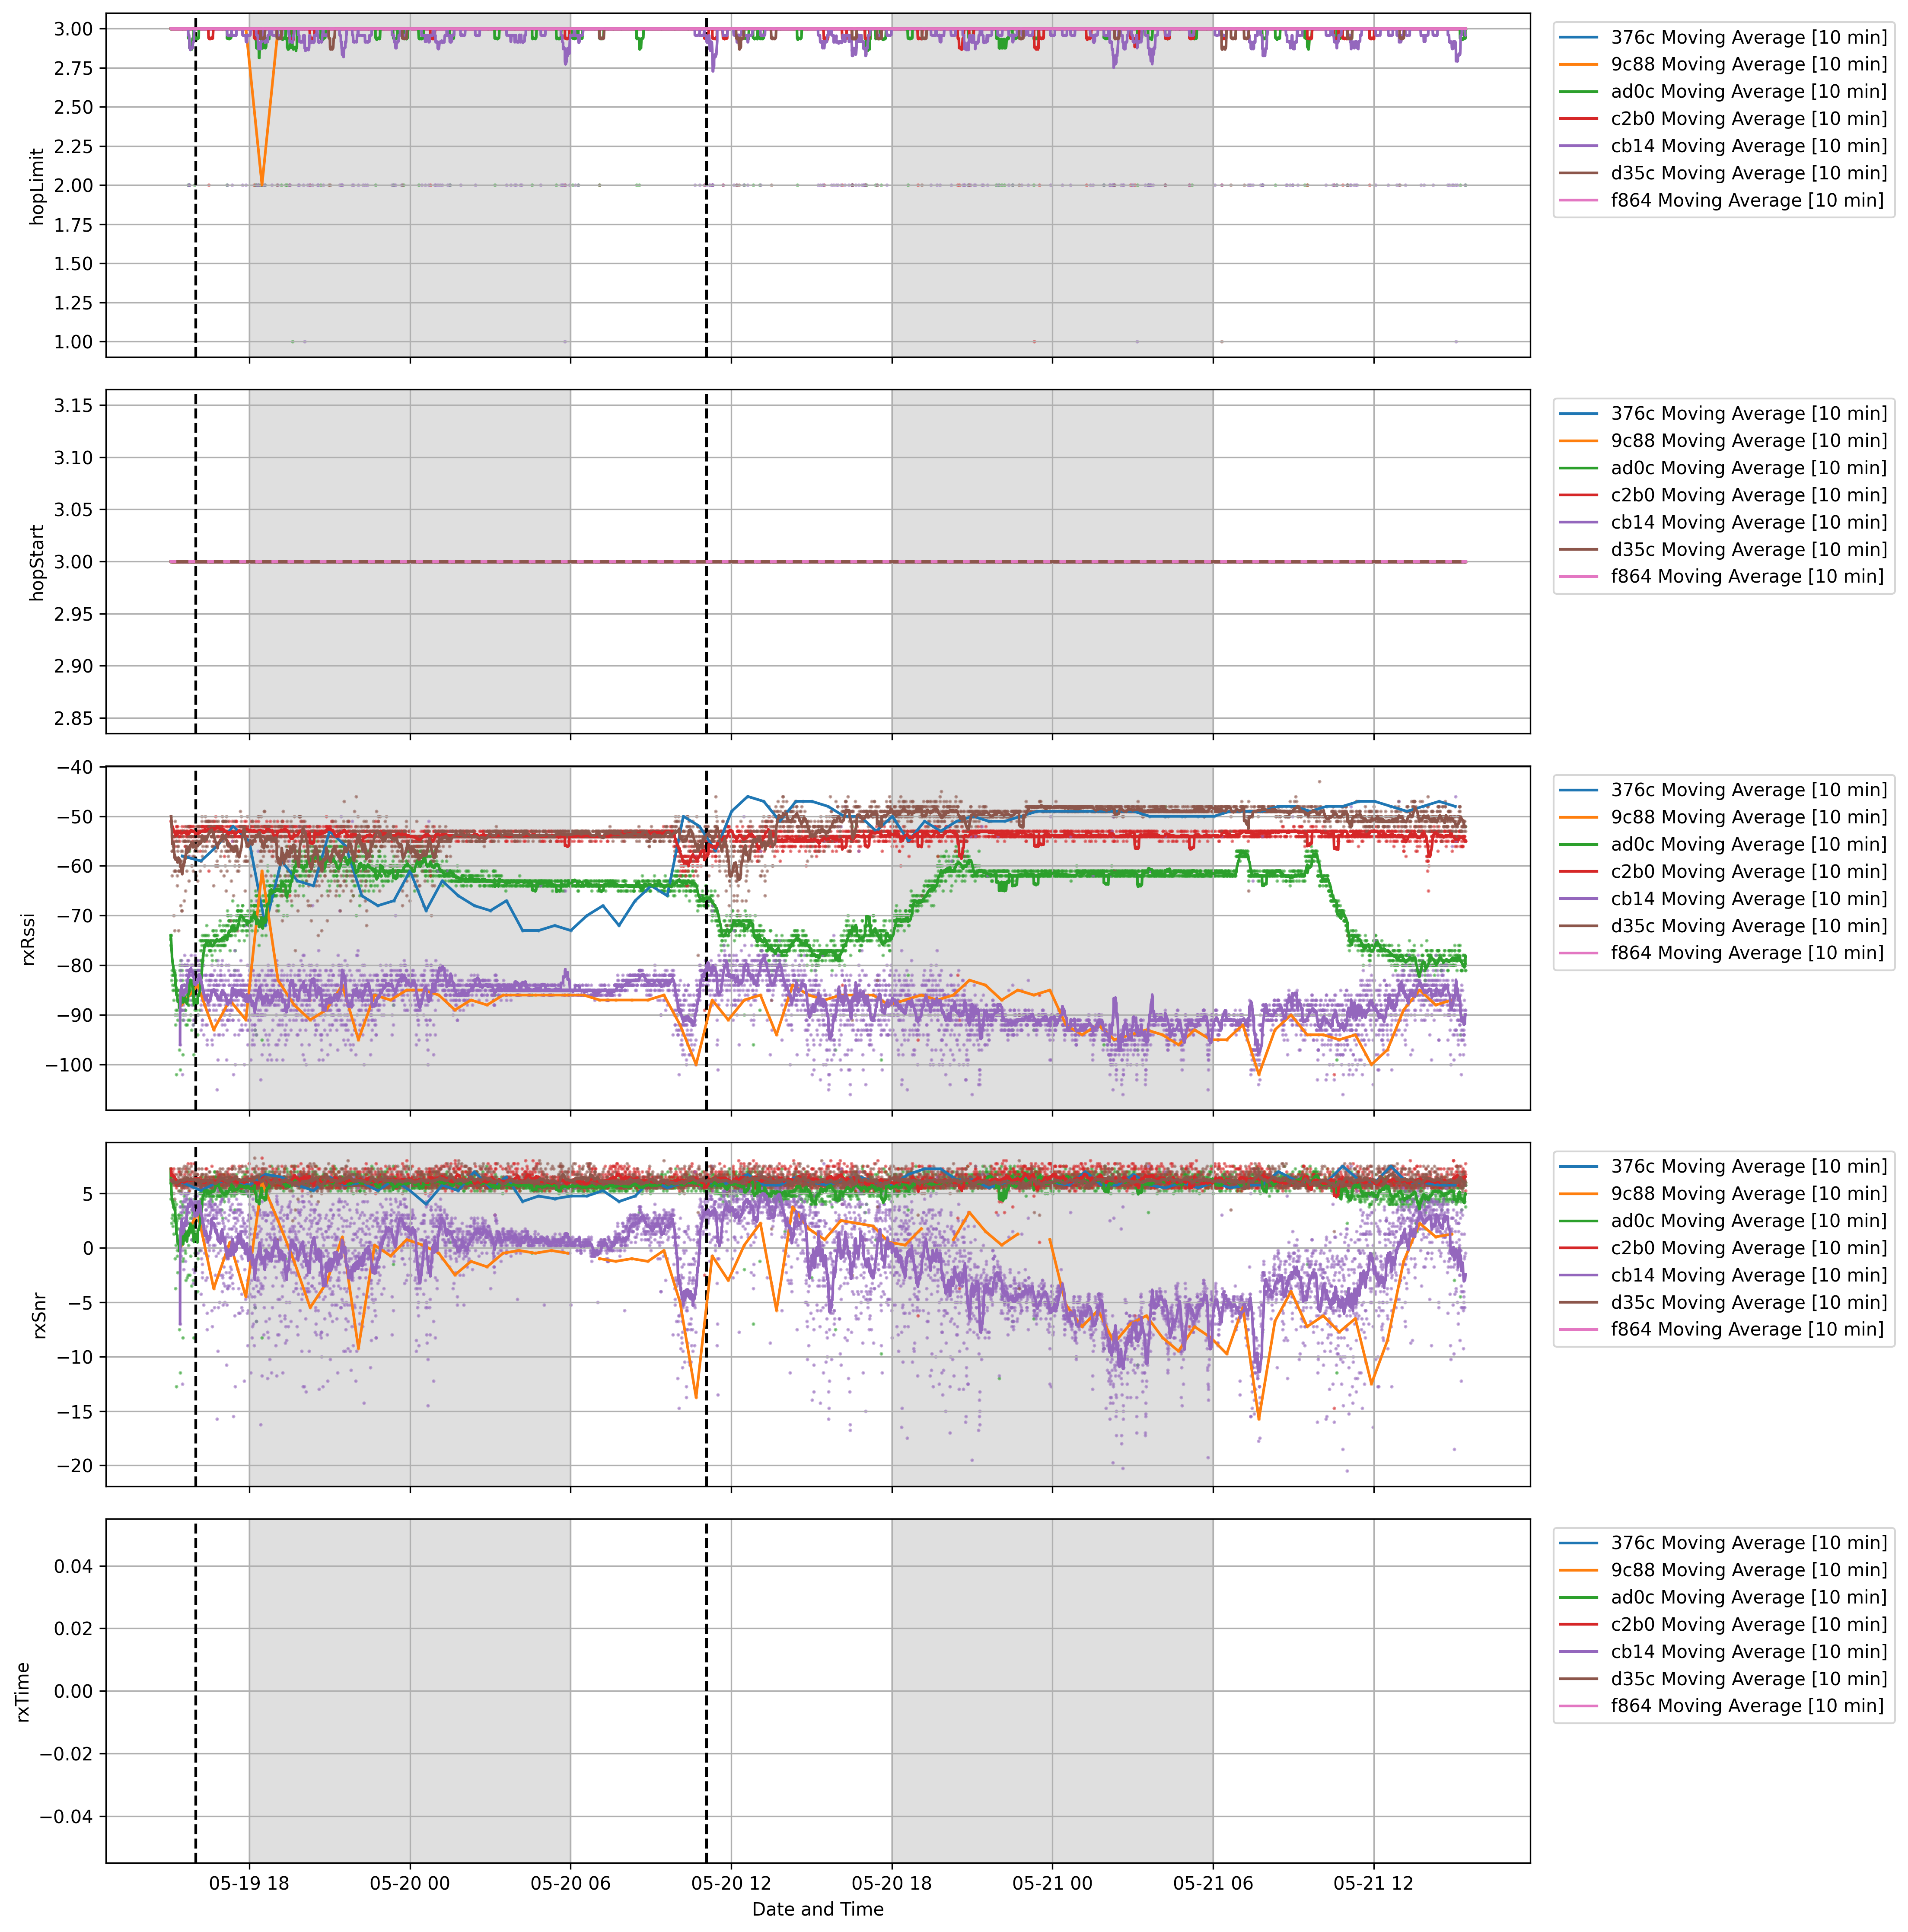 3.00
2.75
2.50
2.25
2.00
1.75
1.50
1.25
1.00
hopLimit
376c Moving Average [10 min]
9c88 Moving Average [10 min]
ad0c Moving Average [10 min]
c2b0 Moving Average [10 min]
cb14 Moving Average [10 min]
d35c Moving Average [10 min]
f864 Moving Average [10 min]
3.15
3.10
3.05
3.00
2.95
2.90
2.85
hopStart
376c Moving Average [10 min]
9c88 Moving Average [10 min]
ad0c Moving Average [10 min]
c2b0 Moving Average [10 min]
cb14 Moving Average [10 min]
d35c Moving Average [10 min]
f864 Moving Average [10 min]
−40
−50
−60
−70
−80
−90
−100
rxRssi
376c Moving Average [10 min]
9c88 Moving Average [10 min]
ad0c Moving Average [10 min]
c2b0 Moving Average [10 min]
cb14 Moving Average [10 min]
d35c Moving Average [10 min]
f864 Moving Average [10 min]
5
0
−5
−10
−15
−20
rxSnr
376c Moving Average [10 min]
9c88 Moving Average [10 min]
ad0c Moving Average [10 min]
c2b0 Moving Average [10 min]
cb14 Moving Average [10 min]
d35c Moving Average [10 min]
f864 Moving Average [10 min]
0.04
0.02
0.00
−0.02
−0.04
rxTime
376c Moving Average [10 min]
9c88 Moving Average [10 min]
ad0c Moving Average [10 min]
c2b0 Moving Average [10 min]
cb14 Moving Average [10 min]
d35c Moving Average [10 min]
f864 Moving Average [10 min]
05-19 18 05-20 00 05-20 06 05-20 12 05-20 18 05-21 00 05-21 06 05-21 12
Date and Time